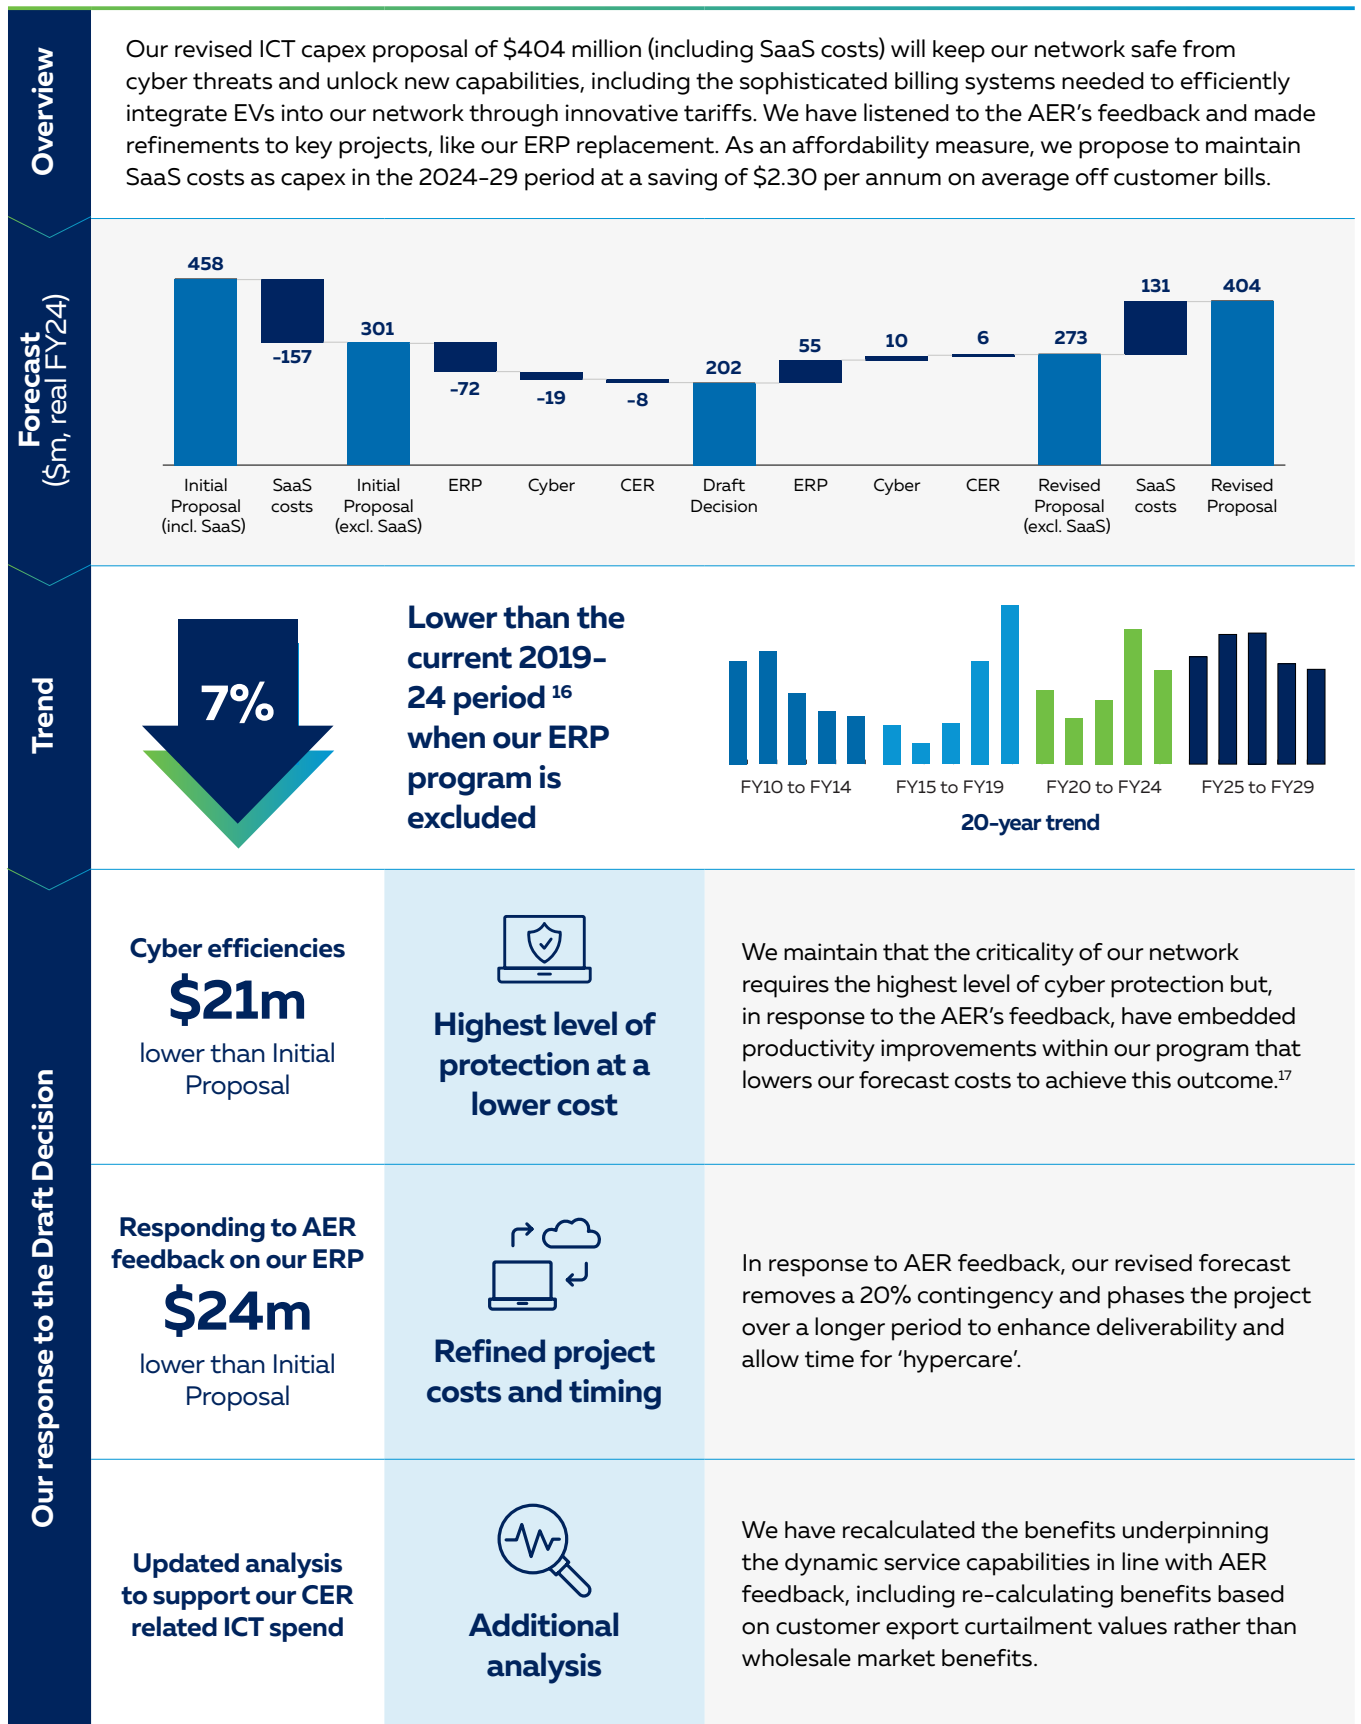 Overview
Our revised ICT capex proposal of $404 million (including SaaS costs) will keep our network safe from
cyber threats and unlock new capabilities, including the sophisticated billing systems needed to efficiently
integrate EVs into our network through innovative tariffs. We have listened to the AER's feedback and made
refinements to key projects, like our ERP replacement. As an affordability measure, we propose to maintain
SaaS costs as capex in the 2024-29 period at a saving of $2.30 per annum on average off customer bills.
Forecast
($m, real FY24)
458
-157
301
-72
-19
-8
202
55
10
6
273
131
404
Initial
Proposal
(incl. SaaS)
SaaS
costs
Initial
Proposal
(excl. SaaS)
ERP
Cyber
CER
Draft
Decision
ERP
Cyber
CER
Revised
Proposal
(excl. SaaS)
SaaS
costs
Revised
Proposal
Trend
7%
Lower than the
current 2019-
24 period 16
when our ERP
program is
excluded
FY10 to FY14
FY15 to FY19
FY20 to FY24
FY25 to FY29
20-year trend
Our response to the Draft Decision
Cyber efficiencies
$21m
lower than Initial
Proposal
Highest level of
protection at a
lower cost
We maintain that the criticality of our network
requires the highest level of cyber protection but,
in response to the AER's feedback, have embedded
productivity improvements within our program that
lowers our forecast costs to achieve this outcome.17
Responding to AER
feedback on our ERP
$24m
lower than Initial
Proposal
Refined project
costs and timing
In response to AER feedback, our revised forecast
removes a 20% contingency and phases the project
over a longer period to enhance deliverability and
allow time for 'hypercare'.
Updated analysis
to support our CER
related ICT spend
Additional
analysis
We have recalculated the benefits underpinning
the dynamic service capabilities in line with AER
feedback, including re-calculating benefits based
on customer export curtailment values rather than
wholesale market benefits.